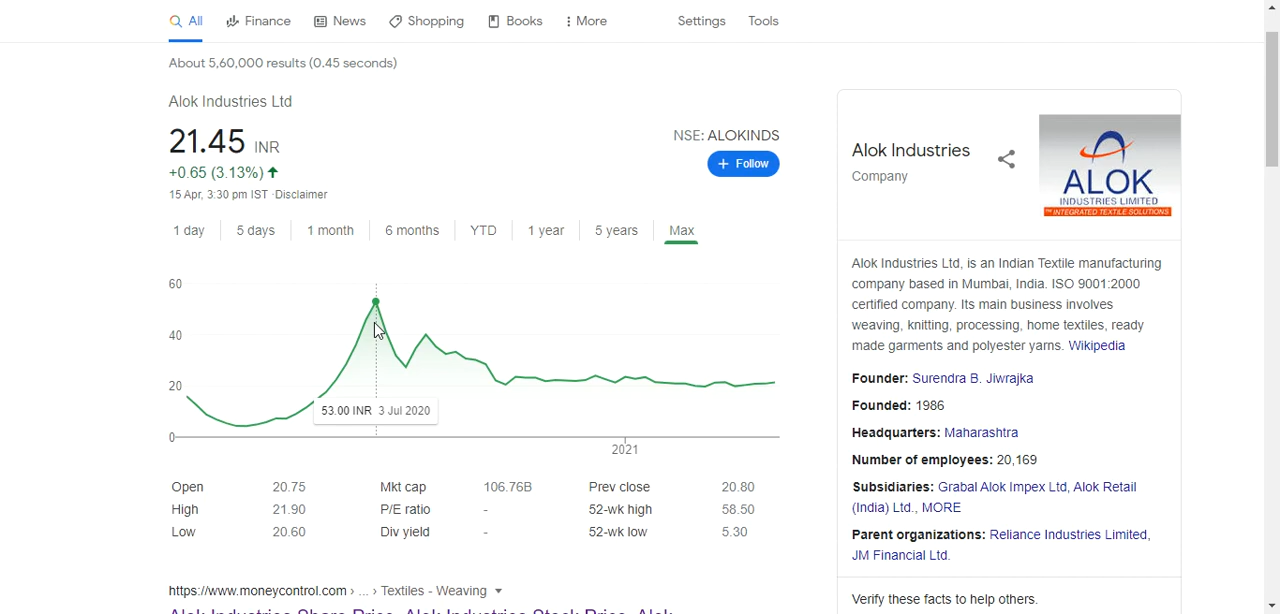 All Finance News Shopping Books More Settings Tools
About 5,60,000 results (0.45 seconds)
Alok Industries Ltd
21.45 INR
+0.65 (3.13%)
15 Apr, 3:30 pm IST ·Disclaimer
NSE: ALOKINDS
+ Follow
1 day 5 days 1 month 6 months YTD 1 year 5 years Max
60
40
20
0
53.00 INR 3 Jul 2020
2021
Open 20.75 Mkt cap 106.76B Prev close 20.80
High 21.90 P/E ratio - 52-wk high 58.50
Low 20.60 Div yield - 52-wk low 5.30
https://www.moneycontrol.com › ... › Textiles - Weaving
Alok Industries Share Price, Alok Industries Stock Price, Alok
Alok Industries
Company
ALOK
INDUSTRIES LIMITED
INTEGRATED TEXTILE SOLUTIONS
Alok Industries Ltd, is an Indian Textile manufacturing
company based in Mumbai, India. ISO 9001:2000
certified company. Its main business involves
weaving, knitting, processing, home textiles, ready
made garments and polyester yarns. Wikipedia
Founder: Surendra B. Jiwrajka
Founded: 1986
Headquarters: Maharashtra
Number of employees: 20,169
Subsidiaries: Grabal Alok Impex Ltd, Alok Retail
(India) Ltd., MORE
Parent organizations: Reliance Industries Limited,
JM Financial Ltd.
Verify these facts to help others.